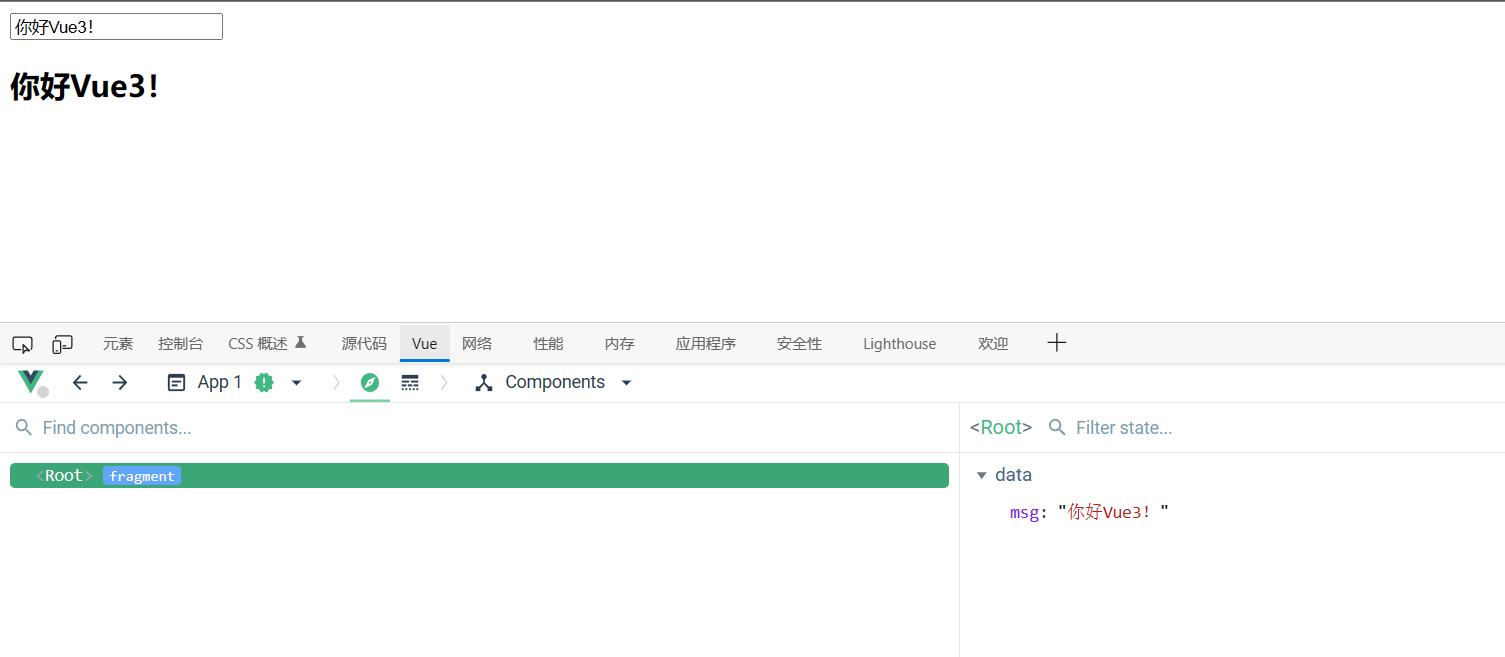 你好Vue3！
你好Vue3！
元素 控制台 CSS 概述 源代码 Vue 网络 性能 内存 应用程序 安全性 Lighthouse 欢迎
App 1 Components
Find components...
<Root> Filter state...
<Root> fragment
data
msg: "你好Vue3！"